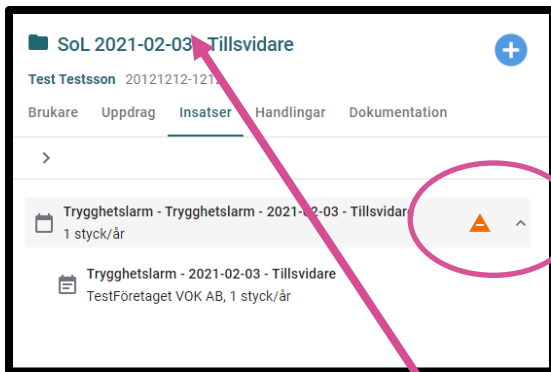 SoL 2021-02-03 - Tillsvidare
Test Testsson 20121212-1212
Brukare Uppdrag Insatser Handlingar Dokumentation
Trygghetslarm - Trygghetslarm - 2021-02-03 - Tillsvidare
1 styck/år
Trygghetslarm - 2021-02-03 - Tillsvidare
TestFöretaget VOK AB, 1 styck/år